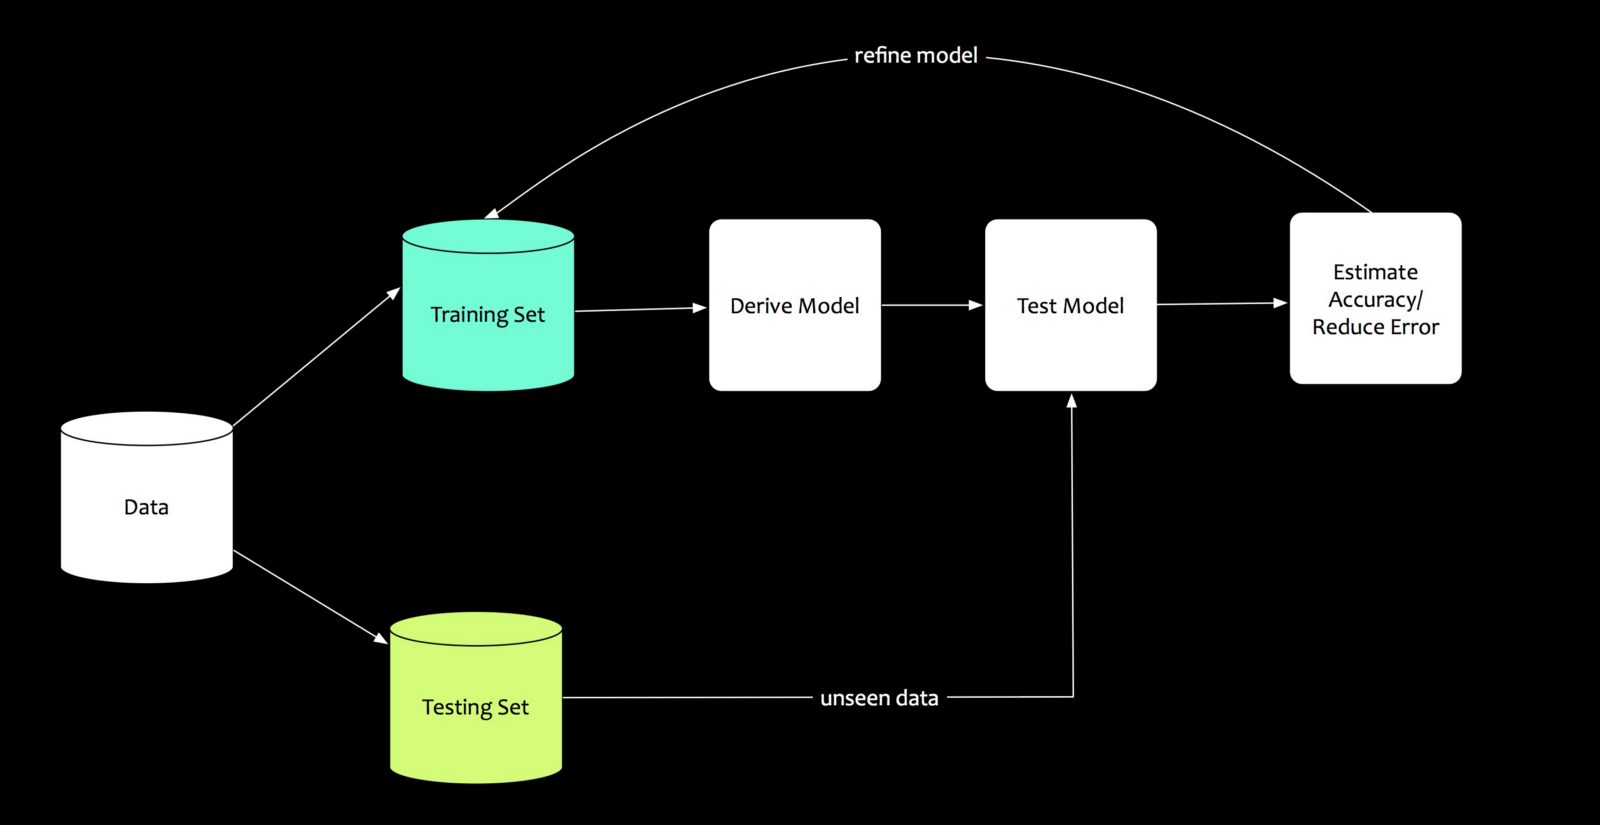 refine model
Training Set
Derive Model
Test Model
Estimate
Accuracy/
Reduce Error
Data
Testing Set
unseen data